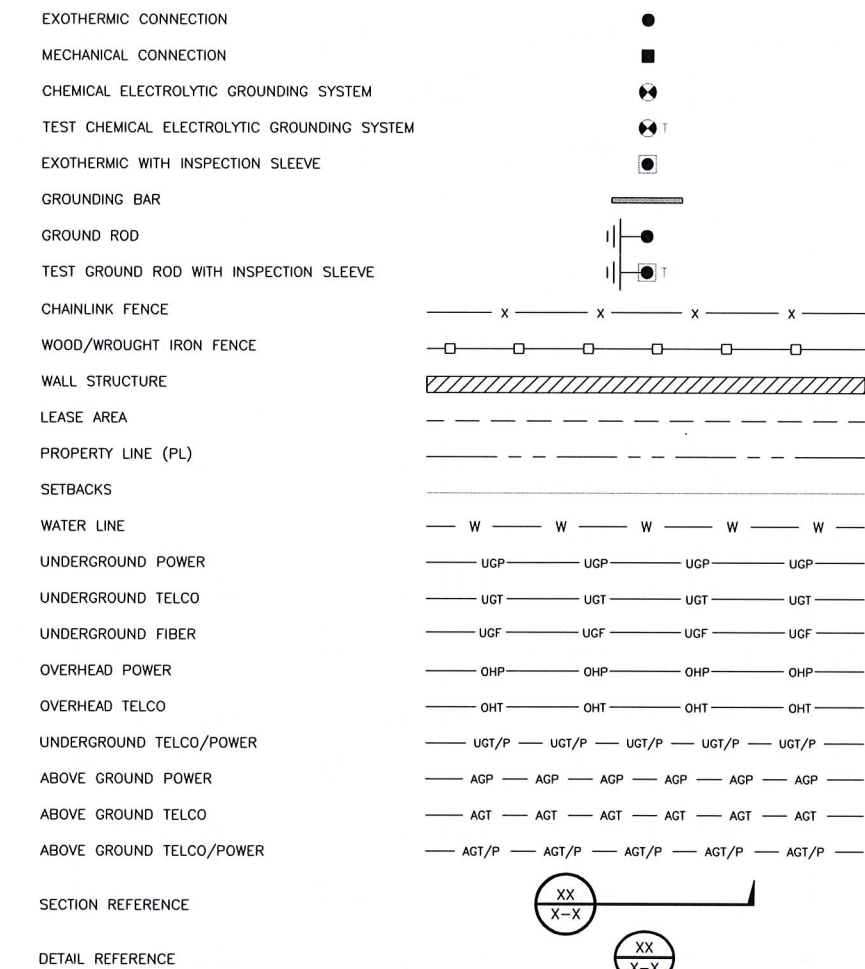 EXOTHERMIC CONNECTION
MECHANICAL CONNECTION
CHEMICAL ELECTROLYTIC GROUNDING SYSTEM
TEST CHEMICAL ELECTROLYTIC GROUNDING SYSTEM T
EXOTHERMIC WITH INSPECTION SLEEVE
GROUNDING BAR
GROUND ROD
TEST GROUND ROD WITH INSPECTION SLEEVE T
CHAINLINK FENCE X X X X
WOOD/WROUGHT IRON FENCE
WALL STRUCTURE
LEASE AREA
PROPERTY LINE (PL)
SETBACKS
WATER LINE W W W W W
UNDERGROUND POWER UGP UGP UGP UGP
UNDERGROUND TELCO UGT UGT UGT UGT
UNDERGROUND FIBER UGF UGF UGF UGF
OVERHEAD POWER OHP OHP OHP OHP
OVERHEAD TELCO OHT OHT OHT OHT
UNDERGROUND TELCO/POWER UGT/P UGT/P UGT/P UGT/P UGT/P
ABOVE GROUND POWER AGP AGP AGP AGP AGP AGP
ABOVE GROUND TELCO AGT AGT AGT AGT AGT AGT
ABOVE GROUND TELCO/POWER AGT/P AGT/P AGT/P AGT/P AGT/P
XX
SECTION REFERENCE
X-X
XX
DETAIL REFERENCE
X-X